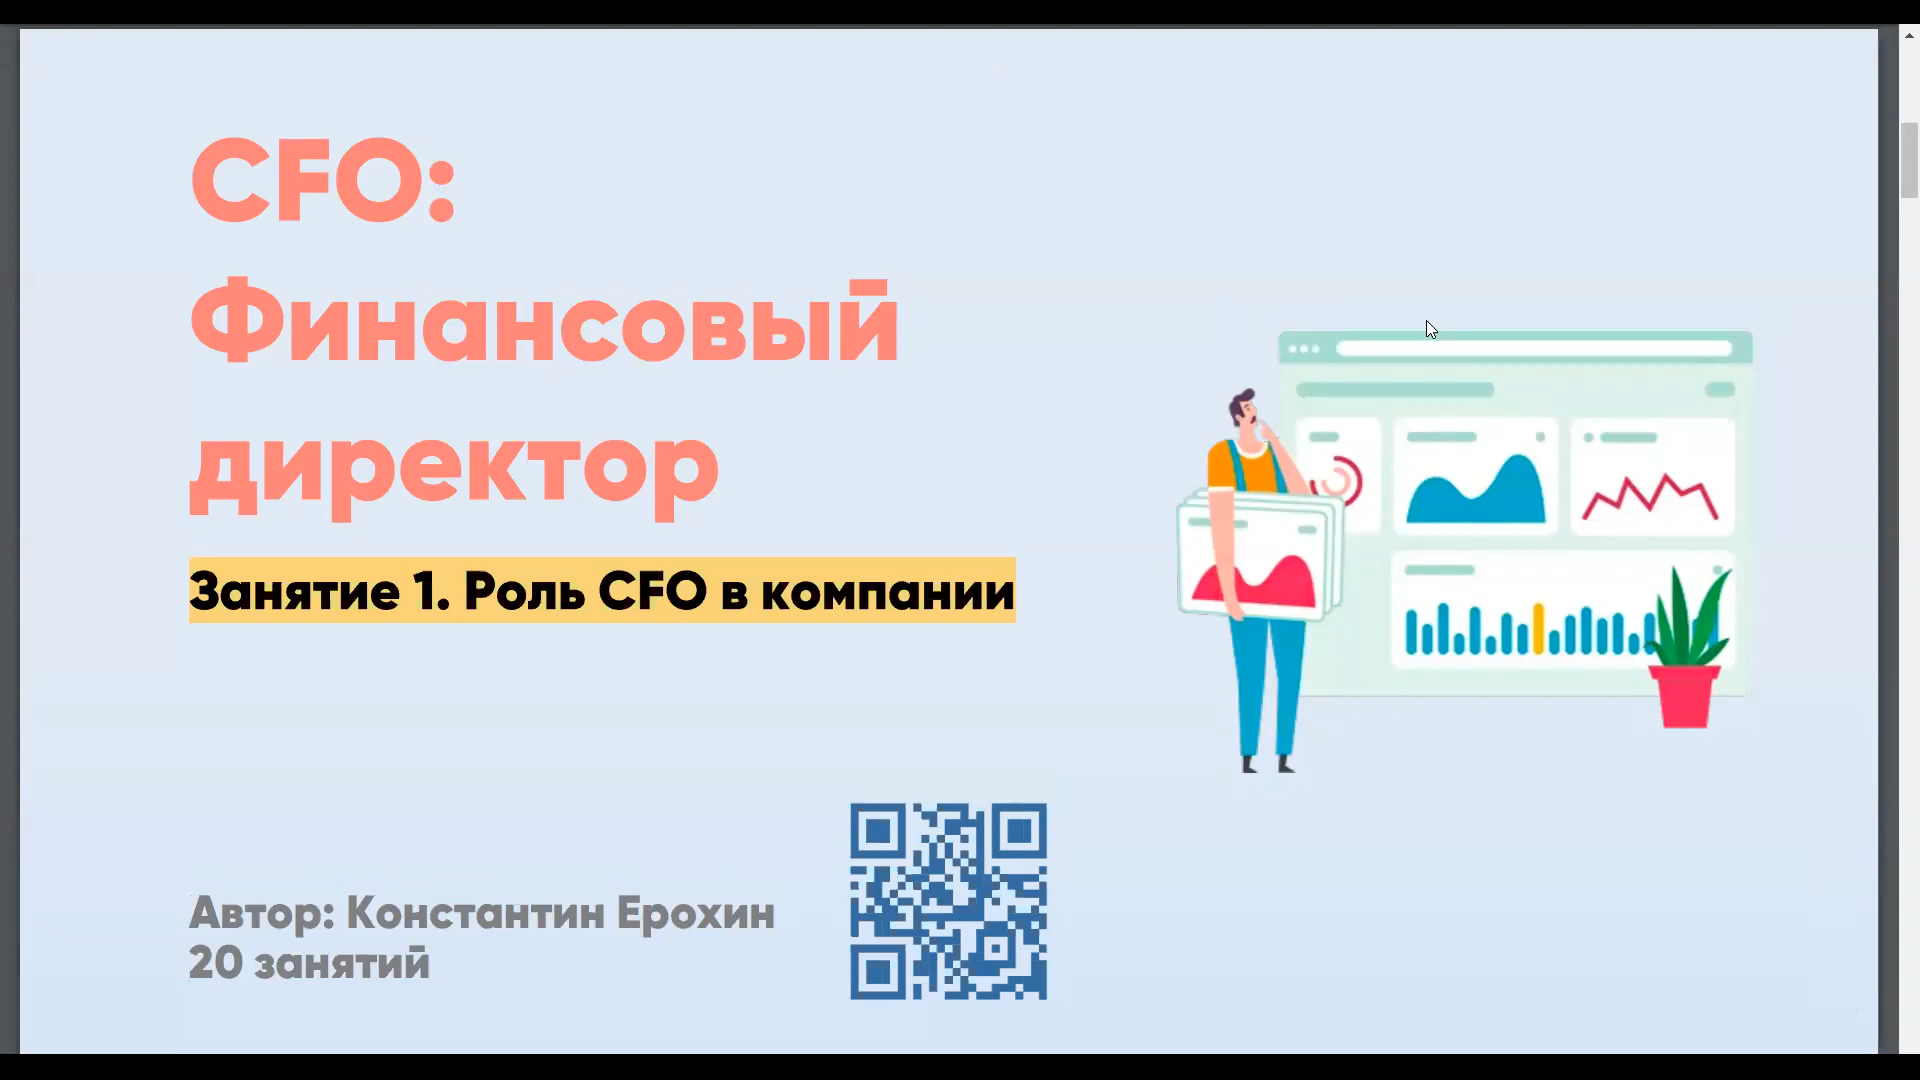 CFO:
Финансовый
директор
Занятие 1. Роль CFO в компании
Автор: Константин Ерохин
20 занятий